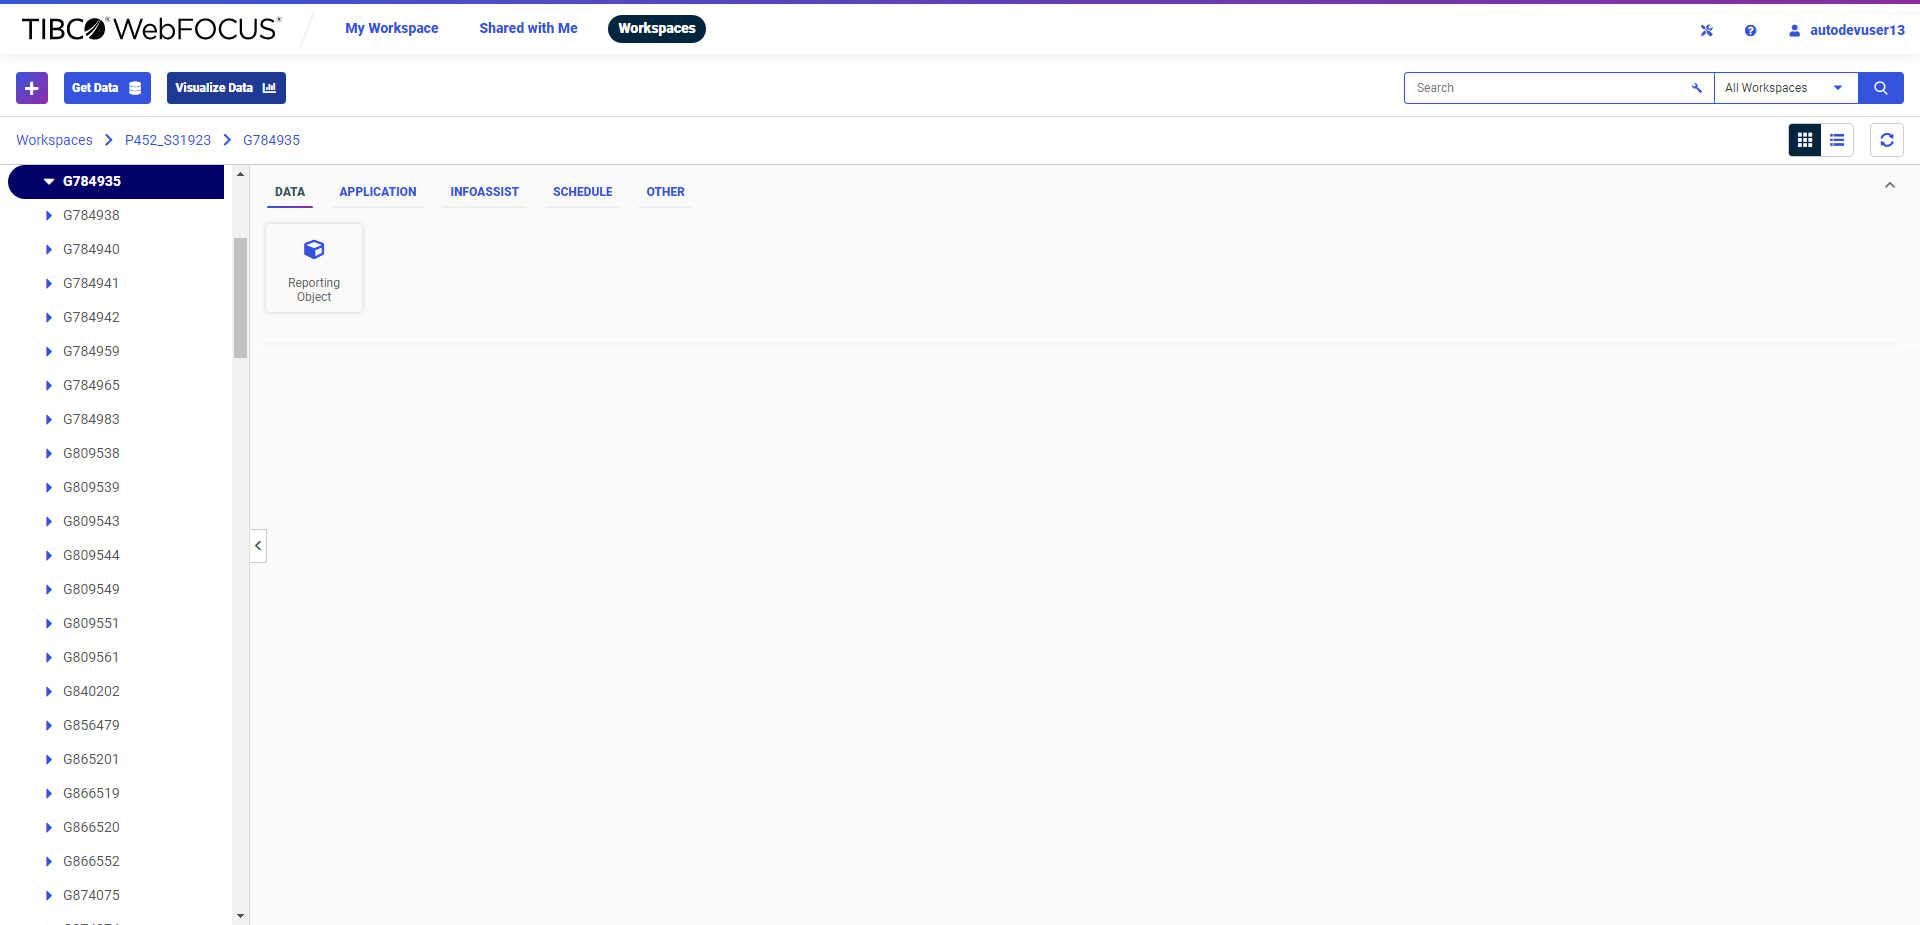 TIBCO® WebFOCUS®
My Workspace
Shared with Me
Workspaces
autodevuser13
Get Data
Visualize Data
Search
All Workspaces
Workspaces > P452_S31923 > G784935
G784935
G784938
G784940
G784941
G784942
G784959
G784965
G784983
G809538
G809539
G809543
G809544
G809549
G809551
G809561
G840202
G856479
G865201
G866519
G866520
G866552
G874075
DATA
APPLICATION
INFOASSIST
SCHEDULE
OTHER
Reporting
Object